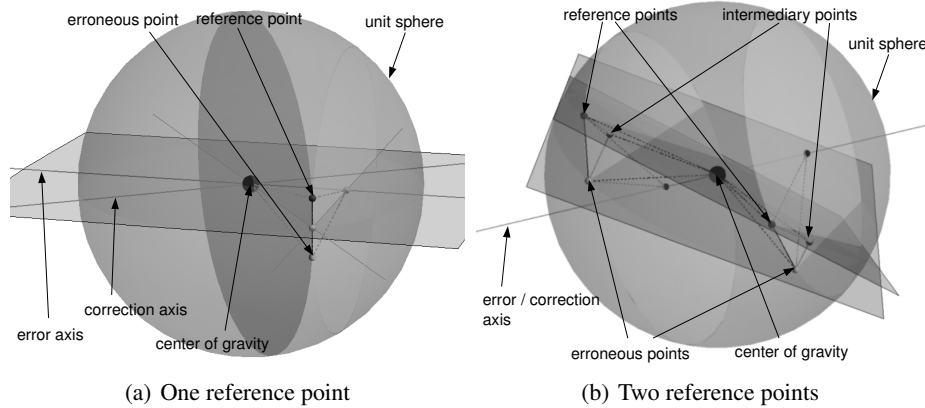 erroneous point
reference point
unit sphere
correction axis
error axis
center of gravity
(a) One reference point
reference points
intermediary points
unit sphere
error / correction
axis
erroneous points
center of gravity
(b) Two reference points